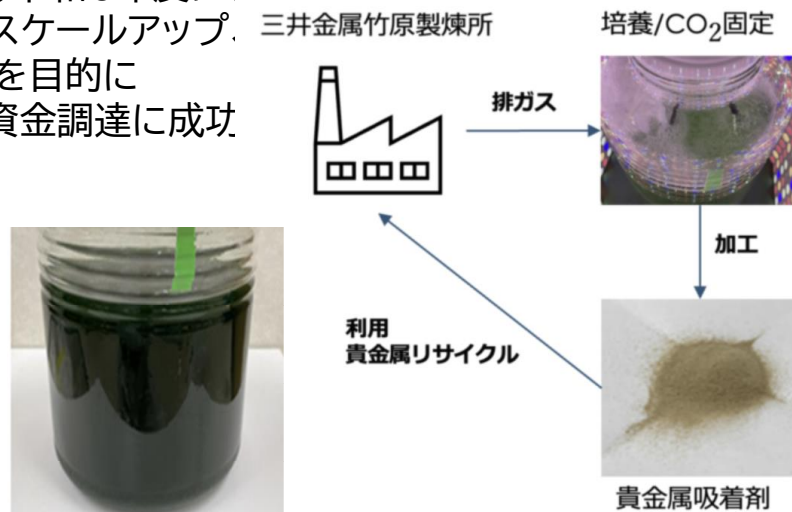 スケールアップ、
を目的に
資金調達に成功
三井金属竹原製煉所
培養/CO₂固定
排ガス
加工
利用
貴金属リサイクル
貴金属吸着剤